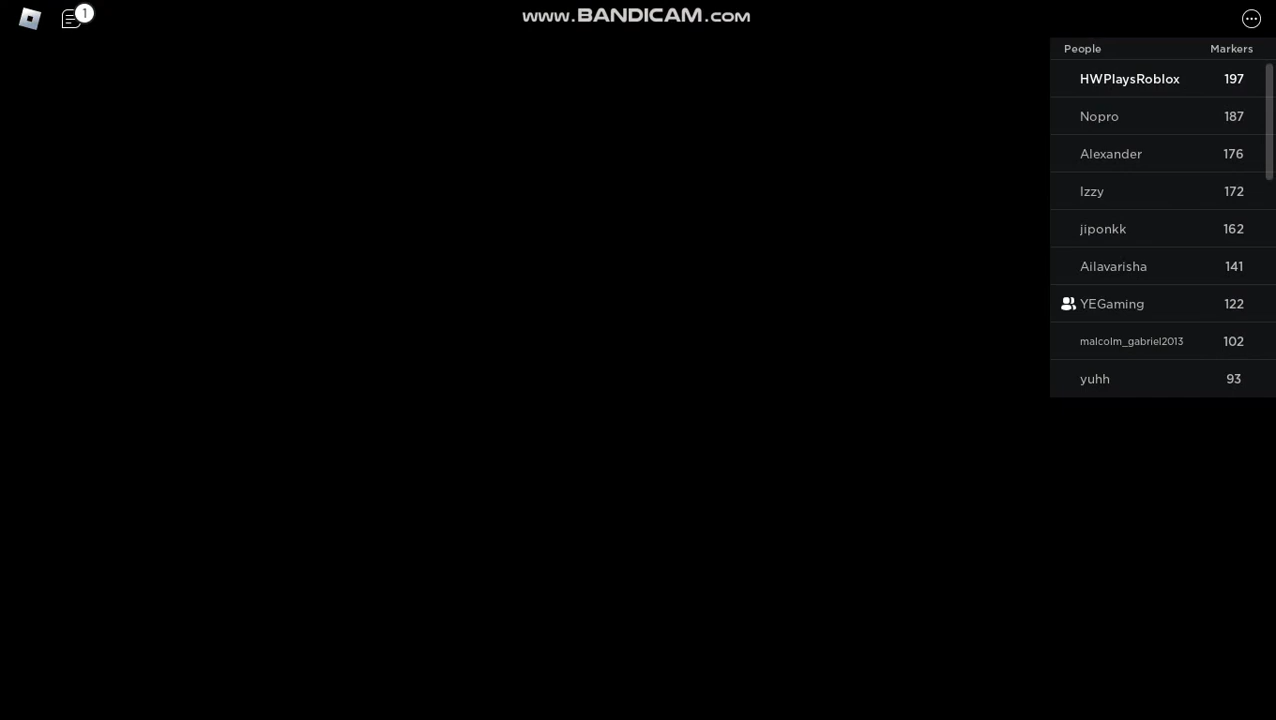 1
www.BANDICAM.com
People Markers
HWPlaysRoblox 197
Nopro 187
Alexander 176
Izzy 172
jiponkk 162
Ailavarisha 141
YEGaming 122
malcolm_gabriel2013 102
yuhh 93